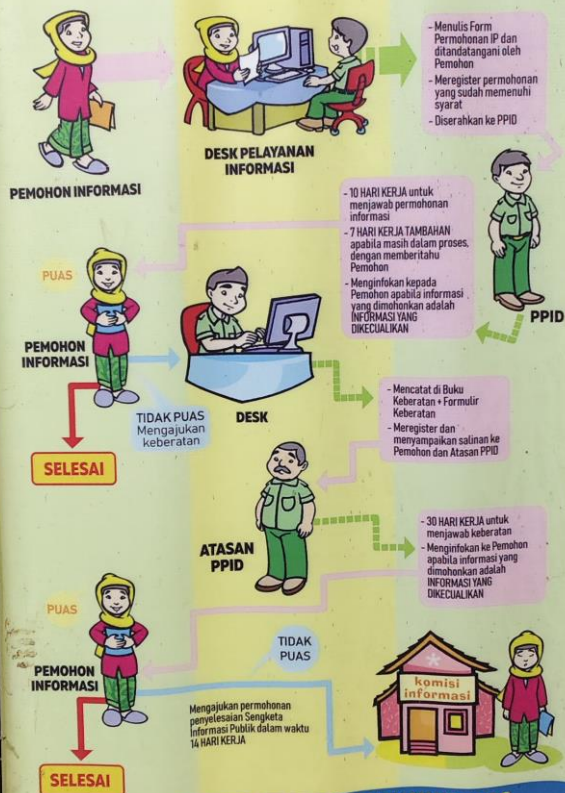 PEMOHON INFORMASI
DESK PELAYANAN
INFORMASI
- Menulis Form
Permohonan IP dan
ditandatangani oleh
Pemohon
- Meregister permohonan
yang sudah memenuhi
syarat
- Diserahkan ke PPID
PPID
- 10 HARI KERJA untuk
menjawab permohonan
informasi
- 7 HARI KERJA TAMBAHAN
apabila masih dalam proses,
dengan memberitahu
Pemohon
- Menginfokan kepada
Pemohon apabila informasi
yang dimohonkan adalah
INFORMASI YANG
DIKECUALIKAN
PUAS
PEMOHON
INFORMASI
SELESAI
TIDAK PUAS
Mengajukan
keberatan
DESK
- Mencatat di Buku
Keberatan + Formulir
Keberatan
- Meregister dan
menyampaikan salinan ke
Pemohon dan Atasan PPID
ATASAN
PPID
- 30 HARI KERJA untuk
menjawab keberatan
- Menginfokan ke Pemohon
apabila informasi yang
dimohonkan adalah
INFORMASI YANG
DIKECUALIKAN
PUAS
PEMOHON
INFORMASI
SELESAI
TIDAK
PUAS
Mengajukan permohonan
penyelesaian Sengketa
Informasi Publik dalam waktu
14 HARI KERJA
komisi
informasi